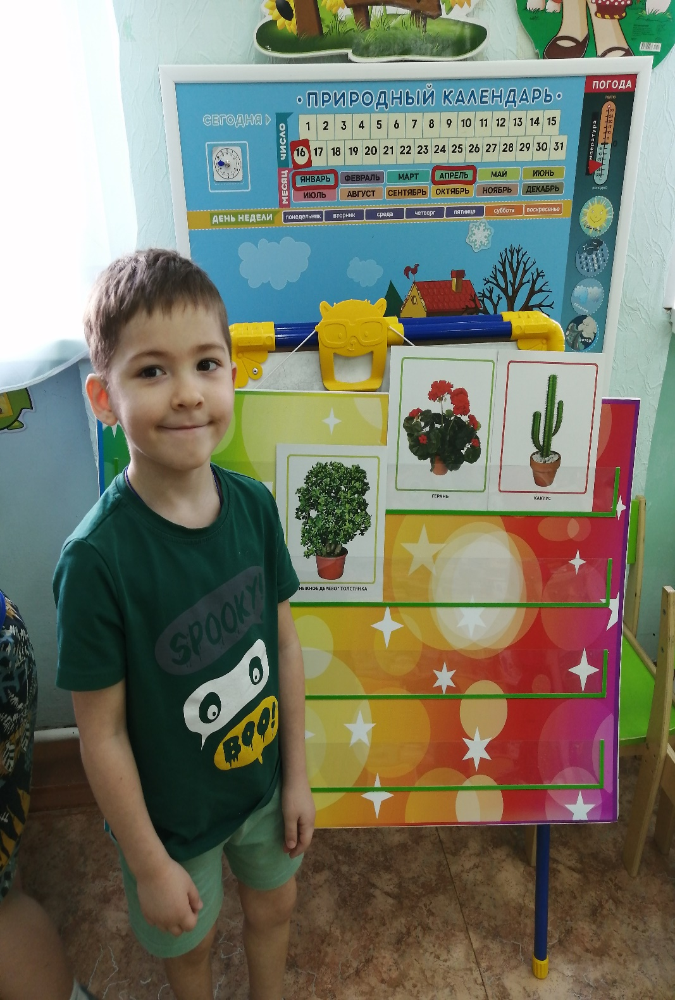 ПРИРОДНЫЙ КАЛЕНДАРЬ
ПОГОДА
тепло
СЕГОДНЯ
ЧИСЛО
1 2 3 4 5 6 7 8 9 10 11 12 13 14 15
16 17 18 19 20 21 22 23 24 25 26 27 28 29 30 31
МЕСЯЦ
ЯНВАРЬ ФЕВРАЛЬ МАРТ АПРЕЛЬ МАЙ ИЮНЬ
ИЮЛЬ АВГУСТ СЕНТЯБРЬ ОКТЯБРЬ НОЯБРЬ ДЕКАБРЬ
холодно
ДЕНЬ НЕДЕЛИ
понедельник вторник среда четверг пятница суббота воскресенье
солнечно
облачно
ветер
ГЕРАНЬ
КАКТУС
НЕЖНОЕ ДЕРЕВО" ТОЛСТЯНКА
SPOOKY!
BOO!